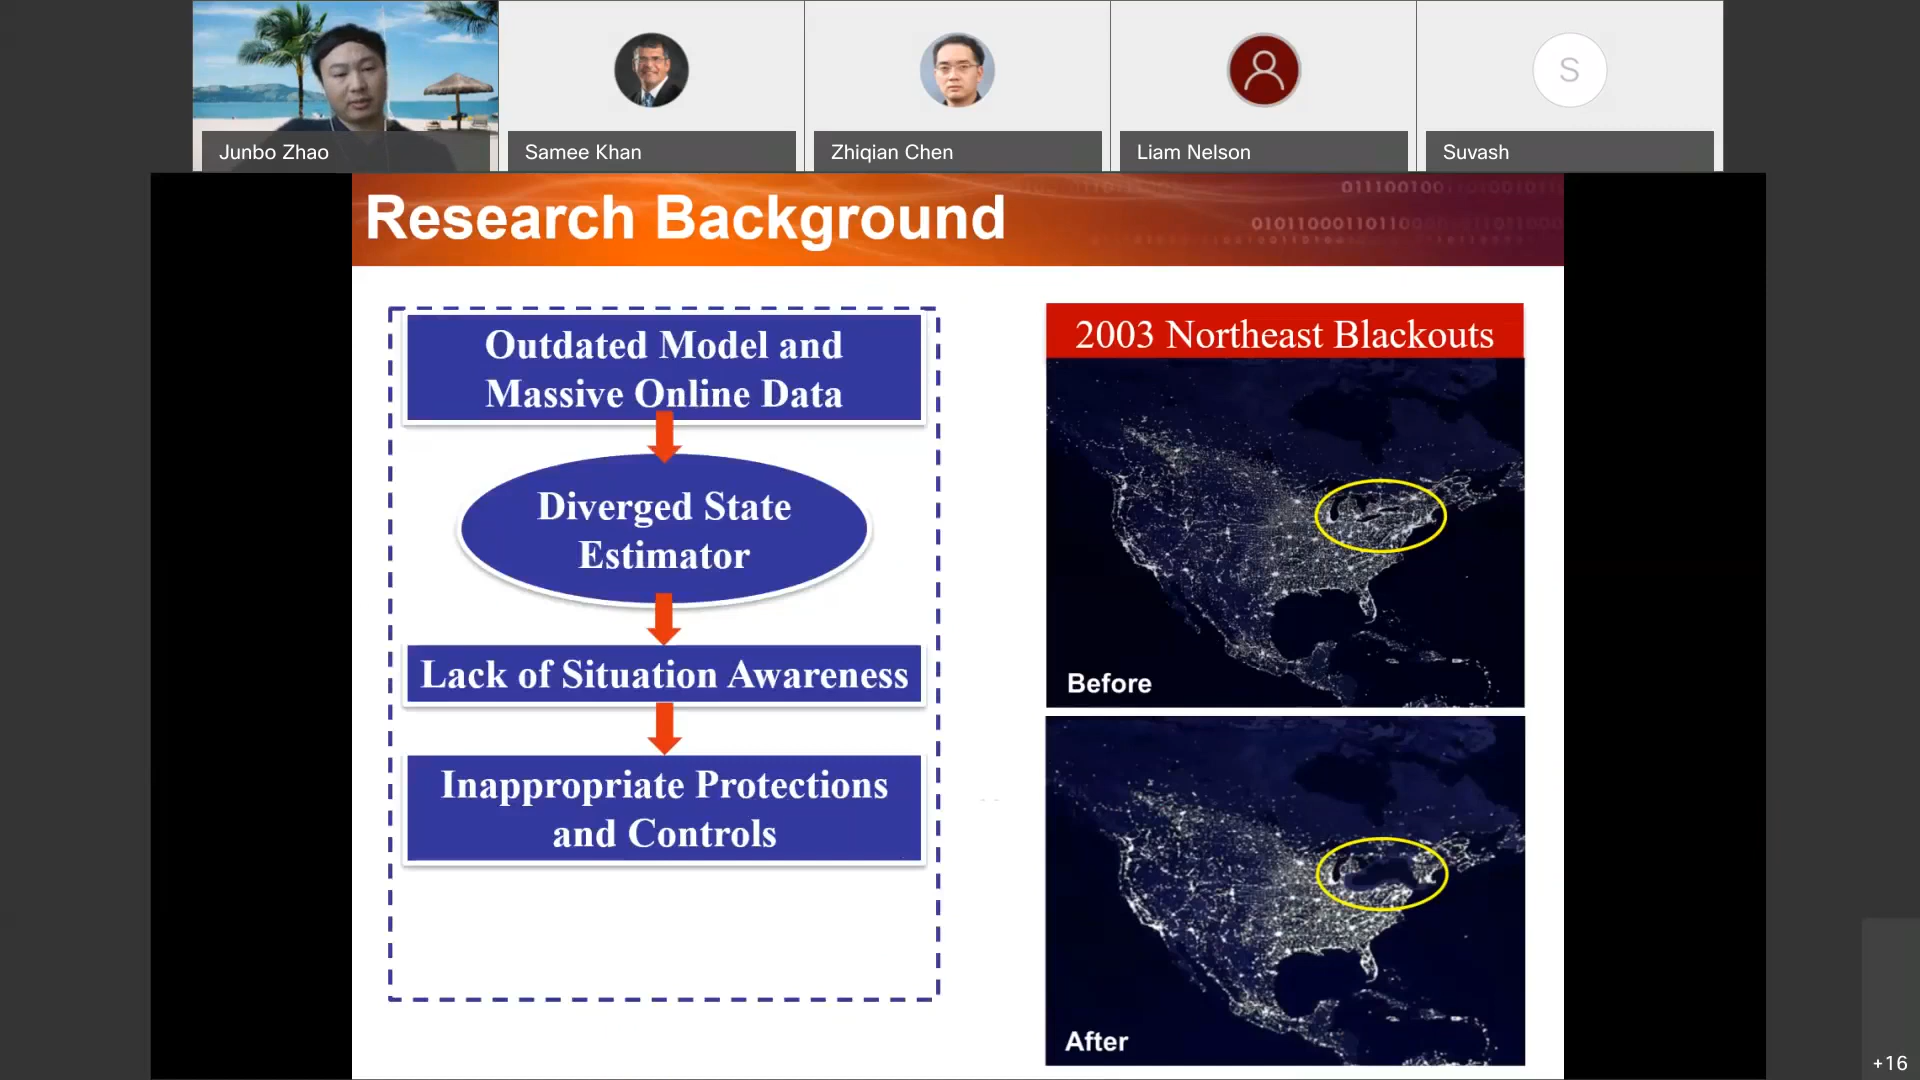 Junbo Zhao
Samee Khan
Zhiqian Chen
Liam Nelson
S
Suvash
Research Background
Outdated Model and
Massive Online Data
Diverged State
Estimator
Lack of Situation Awareness
Inappropriate Protections
and Controls
2003 Northeast Blackouts
Before
After
+16